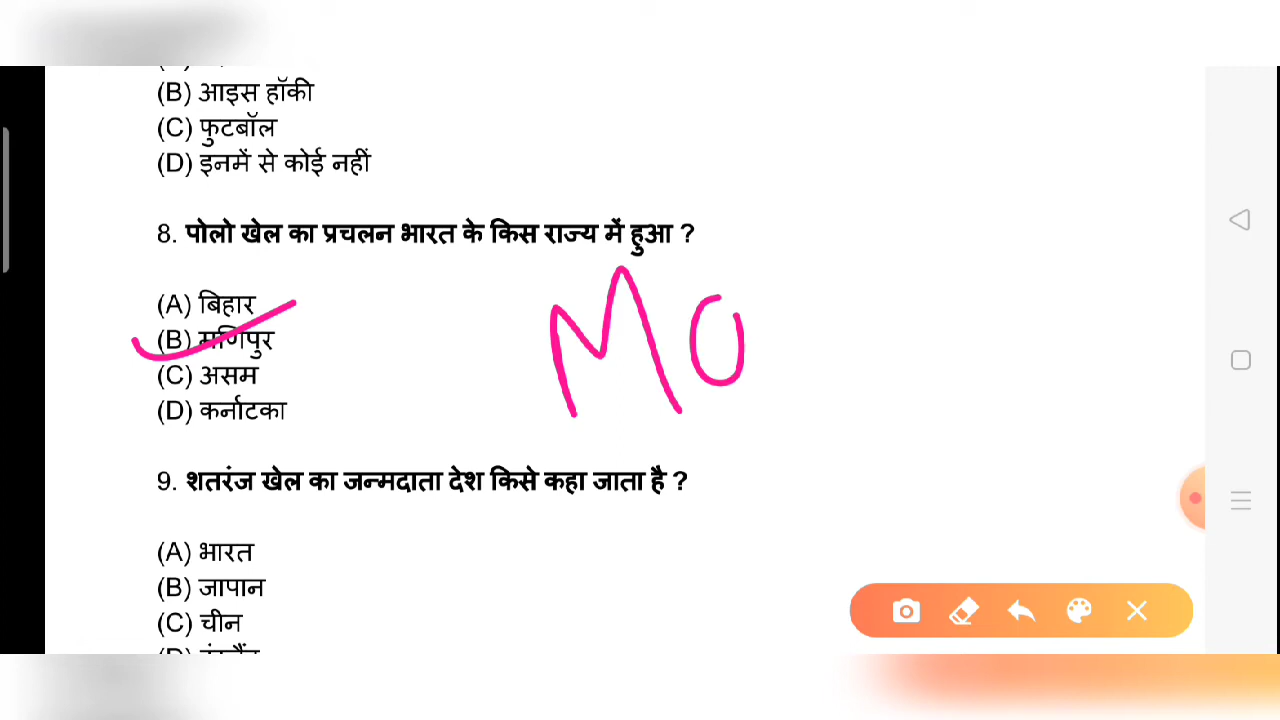 (B) आइस हॉकी
(C) फुटबॉल
(D) इनमें से कोई नहीं
8. पोलो खेल का प्रचलन भारत के किस राज्य में हुआ ?
(A) बिहार
(B) मणिपुर
(C) असम
(D) कर्नाटका
MO
9. शतरंज खेल का जन्मदाता देश किसे कहा जाता है ?
(A) भारत
(B) जापान
(C) चीन